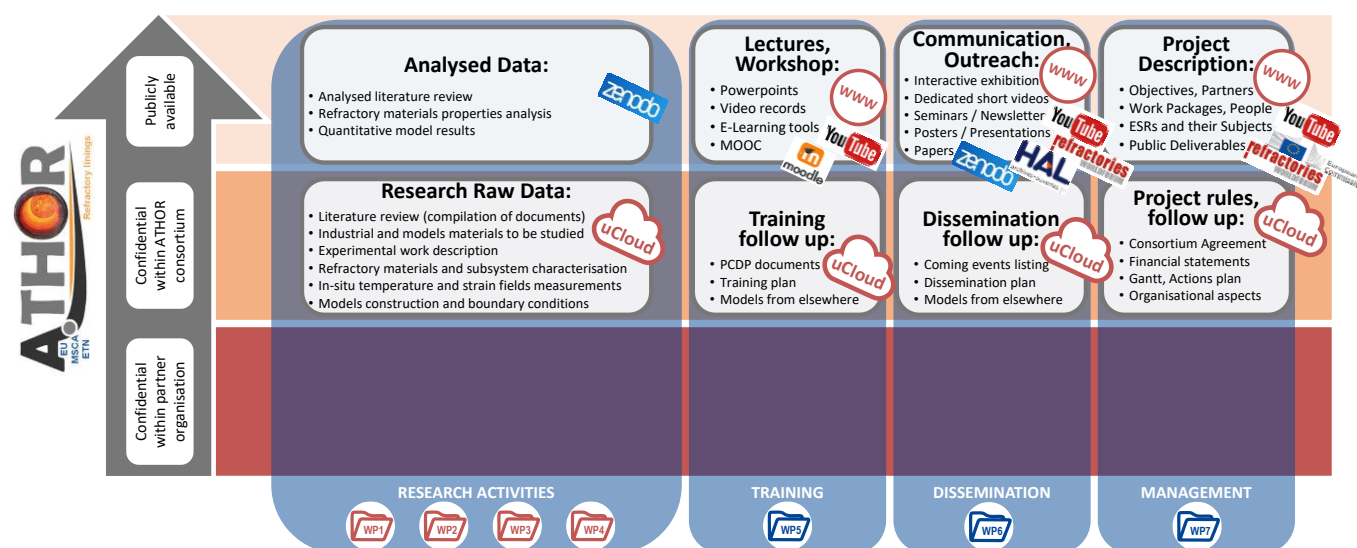 Publicly
available
Confidential
within ATHOR
consortium
Confidential
within partner
organisation
ATHOR
Refractory linings
EU
MSCA
ETN
Analysed Data:
• Analysed literature review
• Refractory materials properties analysis
• Quantitative model results
zenodo
Lectures,
Workshop:
• Powerpoints
• Video records
• E-Learning tools
• MOOC
www
YouTube
moodle
Communication,
Outreach:
• Interactive exhibition
• Dedicated short videos
• Seminars / Newsletter
• Posters / Presentations
• Papers
www
YouTube
refractories
WORLDFORUM
HAL
zenodo
Project
Description:
• Objectives, Partners
• Work Packages, People
• ESRs and their Subjects
• Public Deliverables
www
YouTube
refractories
WORLDFORUM
European
Commission
Research Raw Data:
• Literature review (compilation of documents)
• Industrial and models materials to be studied
• Experimental work description
• Refractory materials and subsystem characterisation
• In-situ temperature and strain fields measurements
• Models construction and boundary conditions
uCloud
Training
follow up:
• PCDP documents
• Training plan
• Models from elsewhere
uCloud
Dissemination
follow up:
• Coming events listing
• Dissemination plan
• Models from elsewhere
uCloud
Project rules,
follow up:
• Consortium Agreement
• Financial statements
• Gantt, Actions plan
• Organisational aspects
uCloud
RESEARCH ACTIVITIES
WP1 WP2 WP3 WP4
TRAINING
WP5
DISSEMINATION
WP6
MANAGEMENT
WP7